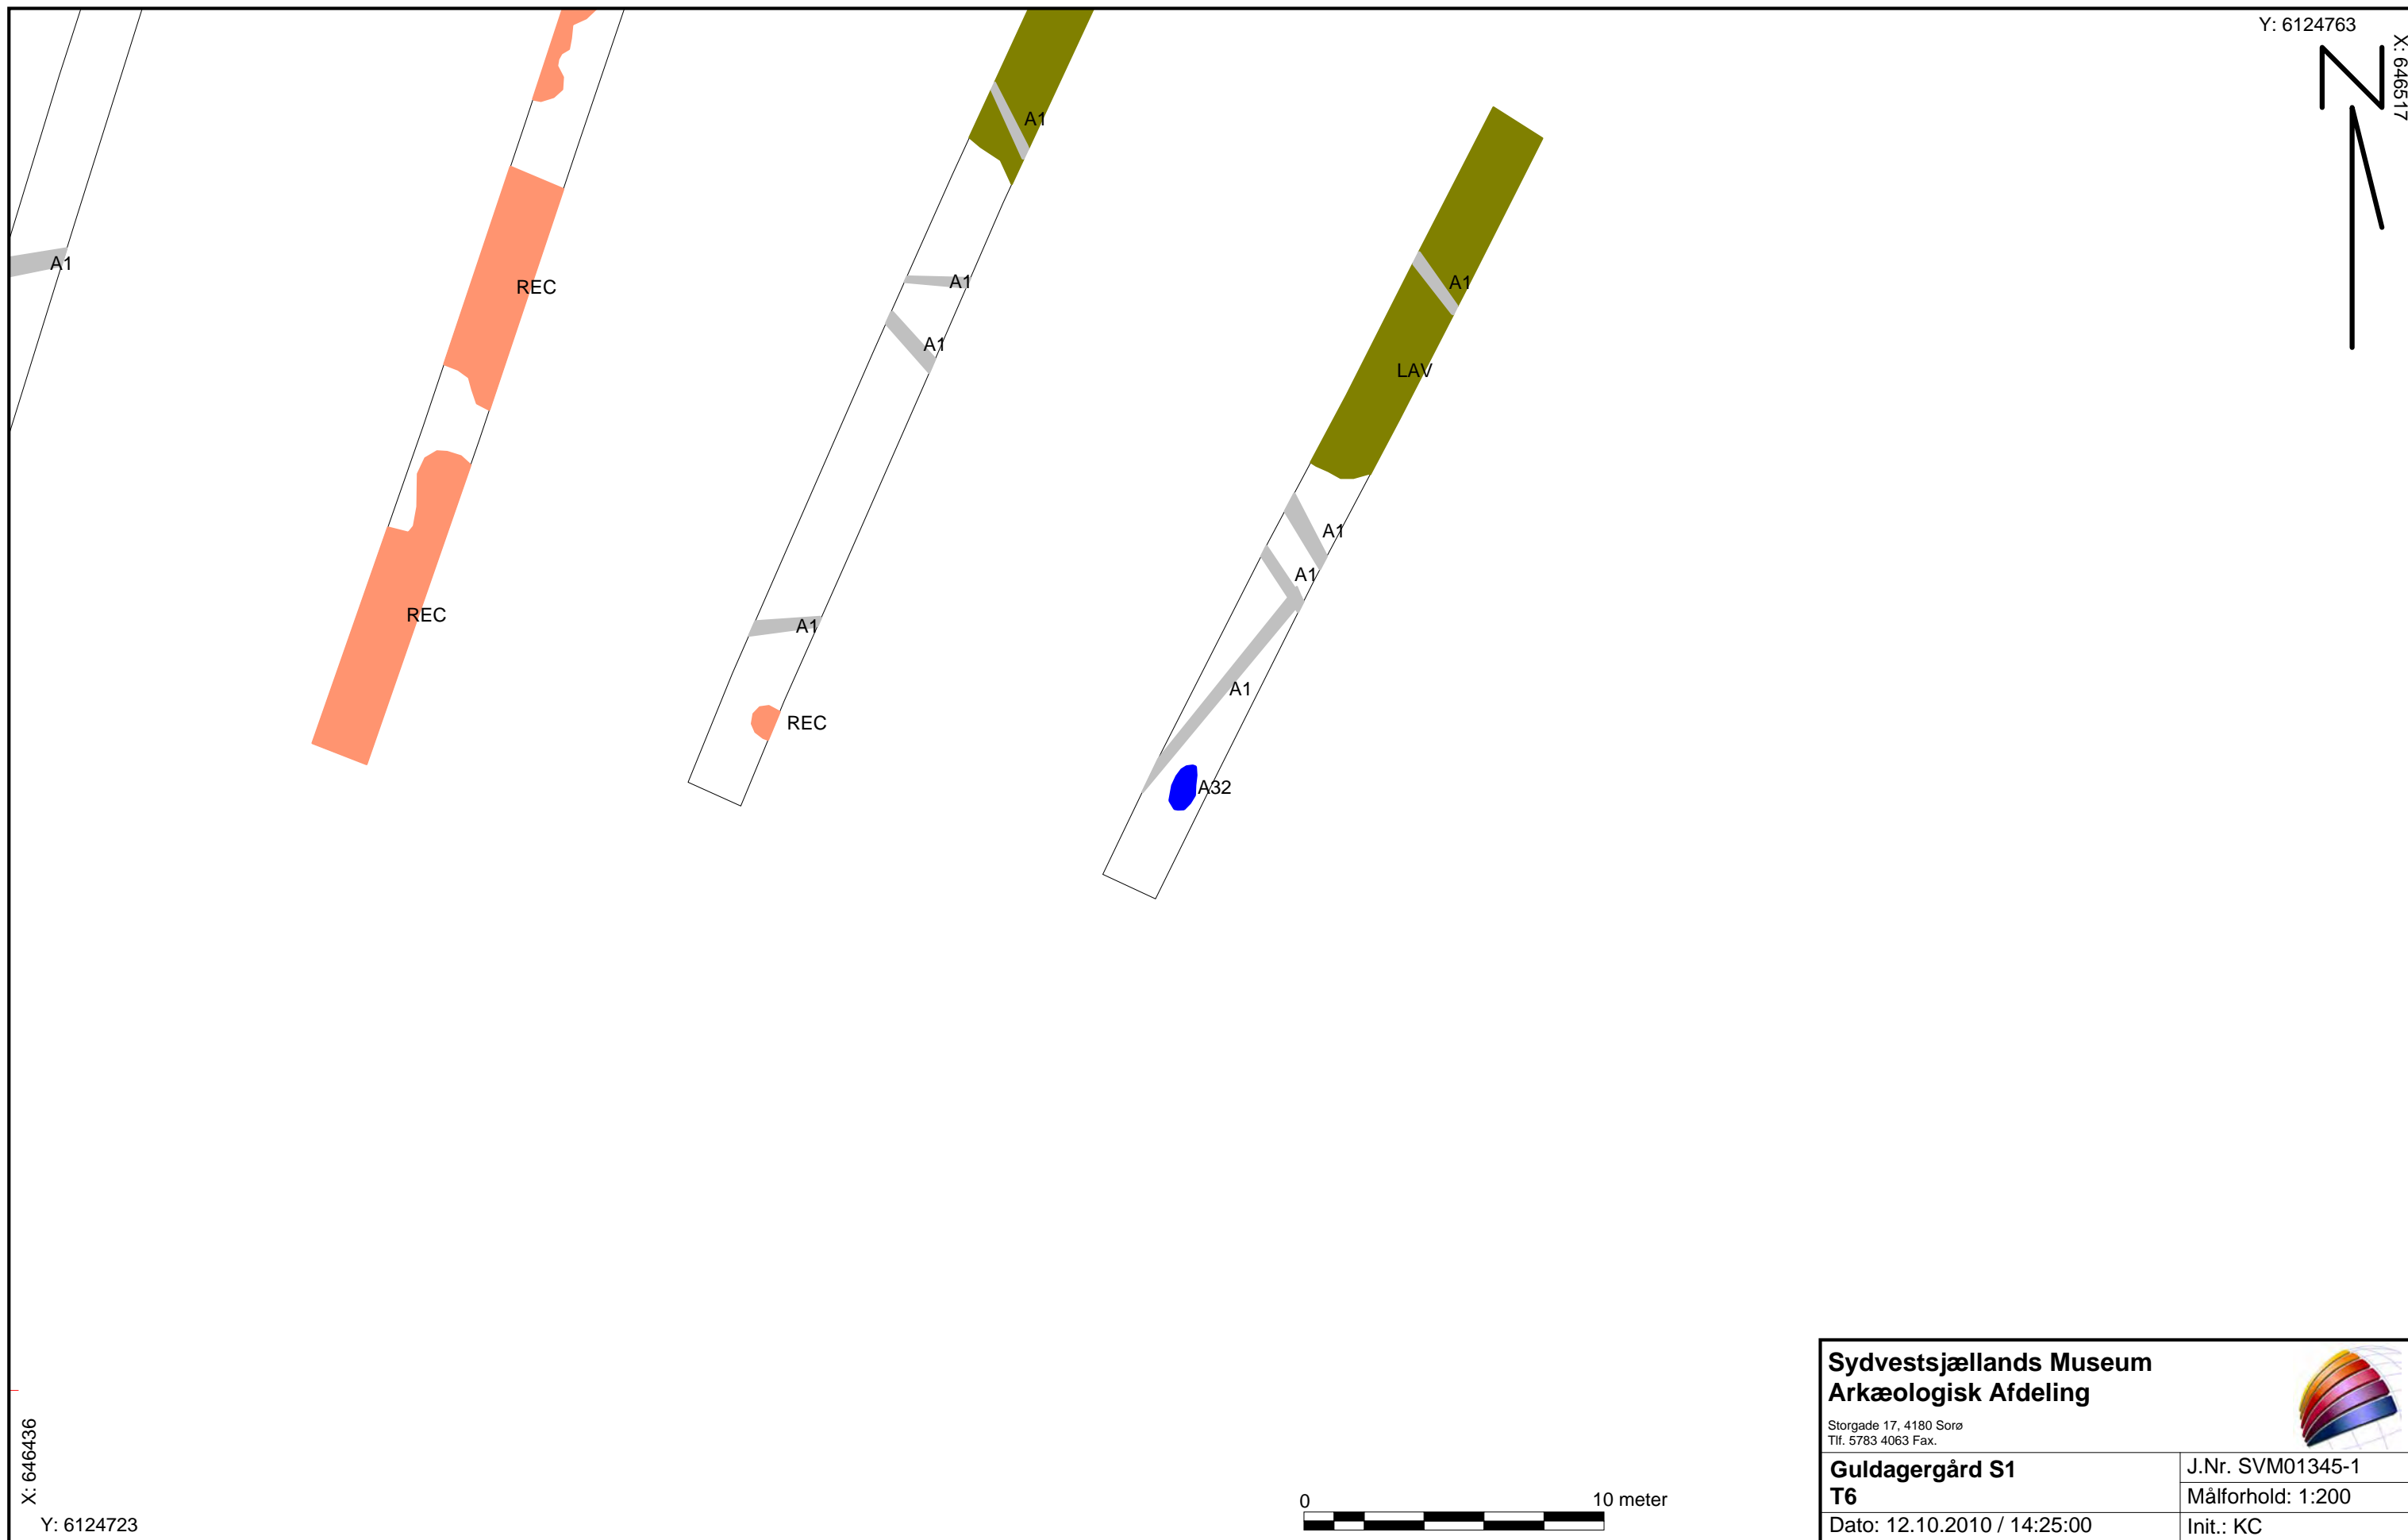 Y: 6124763
X: 646517
A1
A1
REC
A1
A1
A1
LAV
A1
A1
REC
A1
A1
REC
A32
X: 646436
Y: 6124723
0 10 meter
Sydvestsjællands Museum
Arkæologisk Afdeling
Storgade 17, 4180 Sorø
Tlf. 5783 4063 Fax.
Guldagergård S1
T6
J.Nr. SVM01345-1
Målforhold: 1:200
Dato: 12.10.2010 / 14:25:00
Init.: KC